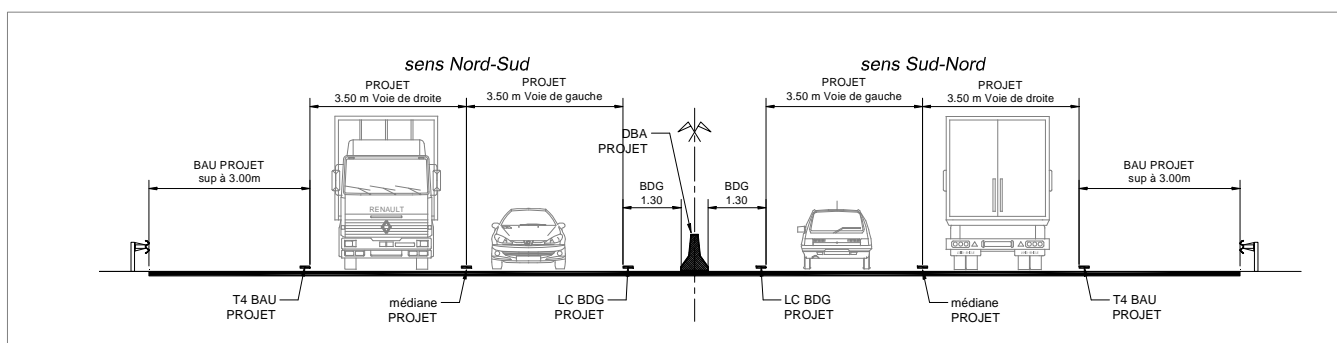 sens Nord-Sud
sens Sud-Nord
PROJET
3.50 m Voie de droite
PROJET
3.50 m Voie de gauche
PROJET
3.50 m Voie de gauche
PROJET
3.50 m Voie de droite
DBA
PROJET
BAU PROJET
sup à 3.00m
BDG
1.30
BDG
1.30
BAU PROJET
sup à 3.00m
RENAULT
T4 BAU
PROJET
médiane
PROJET
LC BDG
PROJET
LC BDG
PROJET
médiane
PROJET
T4 BAU
PROJET